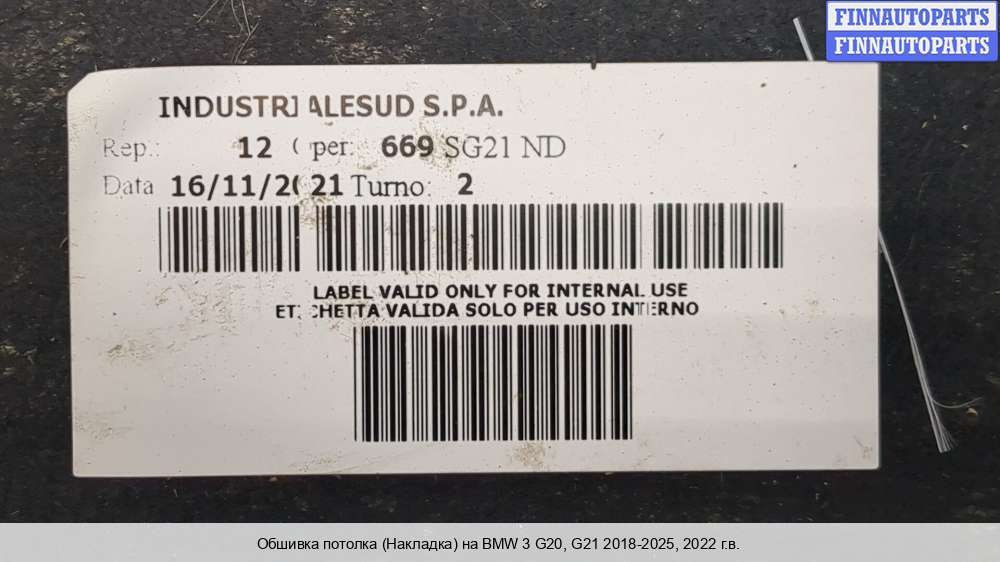 FINNAUTOPARTS
FINNAUTOPARTS
INDUSTRIALESUD S.P.A.
Rep.: 12 Oper: 669 SG21 ND
Data 16/11/2021 Turno: 2
LABEL VALID ONLY FOR INTERNAL USE
ETICHETTA VALIDA SOLO PER USO INTERNO
Обшивка потолка (Накладка) на BMW 3 G20, G21 2018-2025, 2022 г.в.